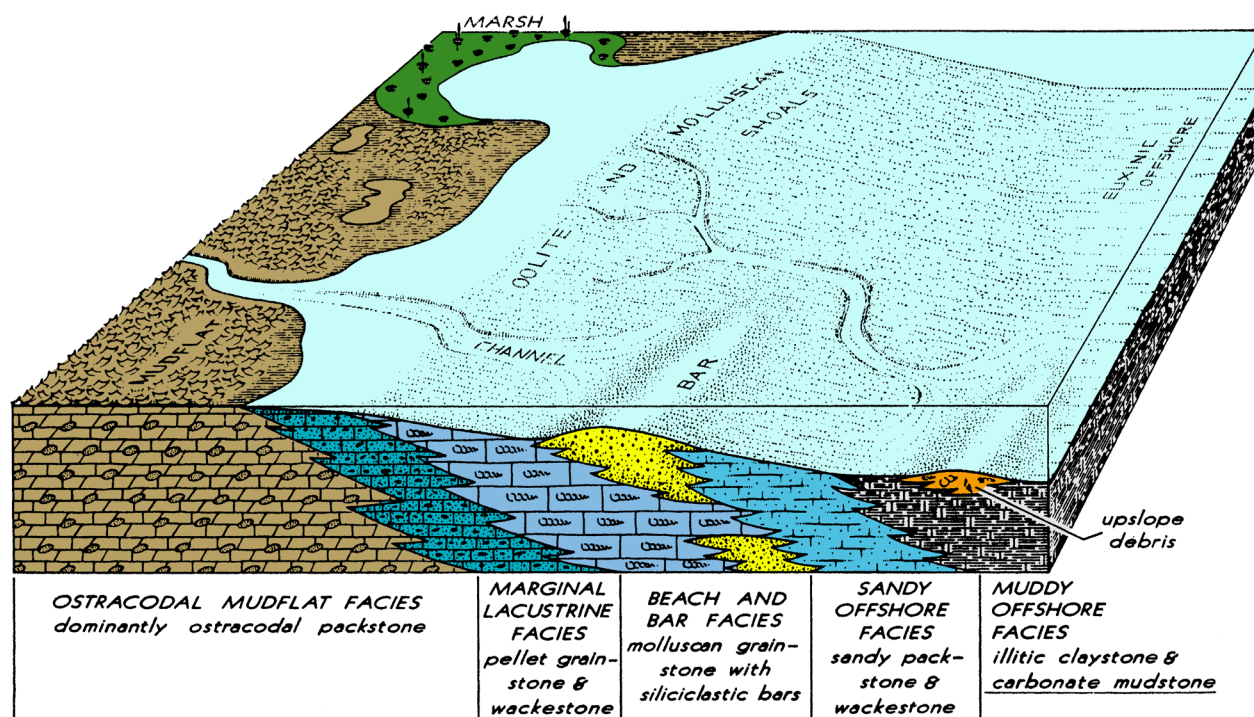 MARSH
OOLITE AND MOLLUSCAN
SHOALS
EUXINIC
OFFSHORE
MUDFLA
CHANNEL
BAR
upslope
debris
OSTRACODAL MUDFLAT FACIES
dominantly ostracodal packstone
MARGINAL
LACUSTRINE
FACIES
pellet grain-
stone &
wackestone
BEACH AND
BAR FACIES
molluscan grain-
stone with
siliciclastic bars
SANDY
OFFSHORE
FACIES
sandy pack-
stone &
wackestone
MUDDY
OFFSHORE
FACIES
illitic claystone &
carbonate mudstone